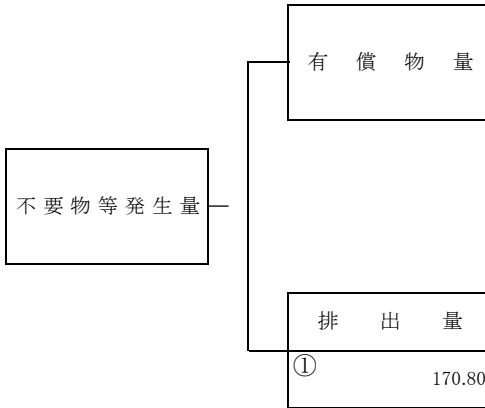 有償物量
不要物等発生量
排出量
①
170.80